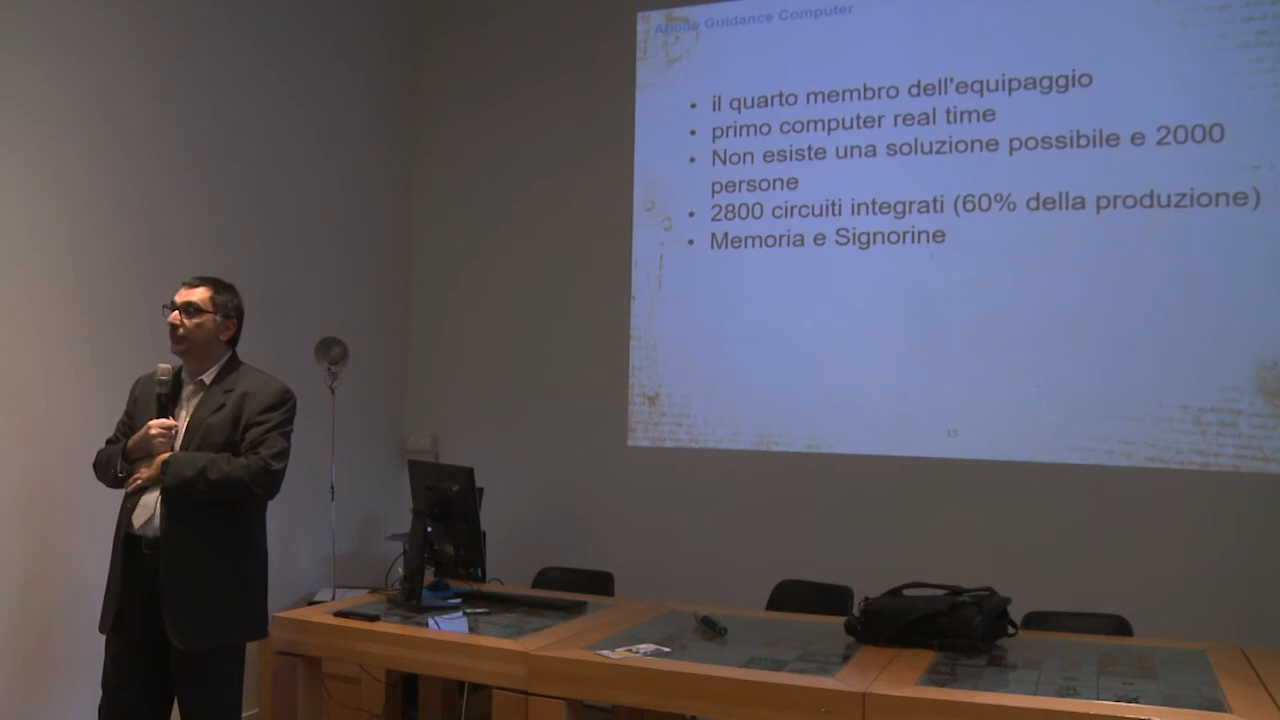 Apollo Guidance Computer
• il quarto membro dell'equipaggio
• primo computer real time
• Non esiste una soluzione possibile e 2000
persone
• 2800 circuiti integrati (60% della produzione)
• Memoria e Signorine
15